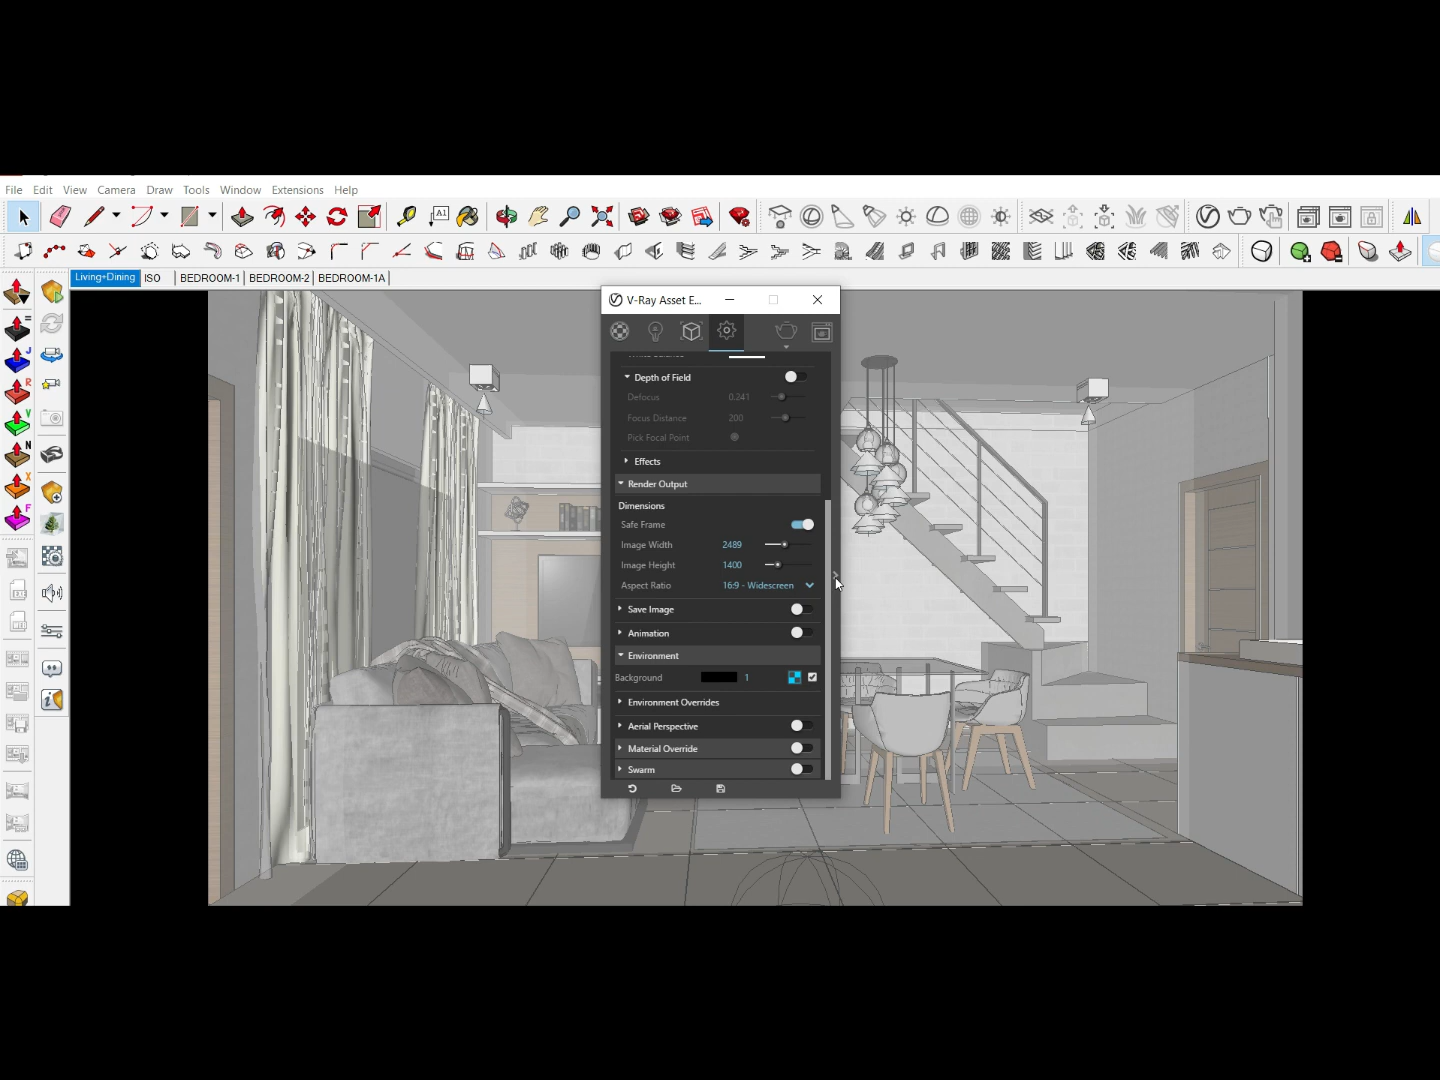 File Edit View Camera Draw Tools Window Extensions Help
A1
Living+Dining ISO BEDROOM-1 BEDROOM-2 BEDROOM-1A
V-Ray Asset E...
White Balance
Depth of Field
Defocus 0.241
Focus Distance 200
Pick Focal Point
Effects
Render Output
Dimensions
Safe Frame
Image Width 2489
Image Height 1400
Aspect Ratio 16:9 - Widescreen
Save Image
Animation
Environment
Background 1
Environment Overrides
Aerial Perspective
Material Override
Swarm
J
R
V
N
X
F